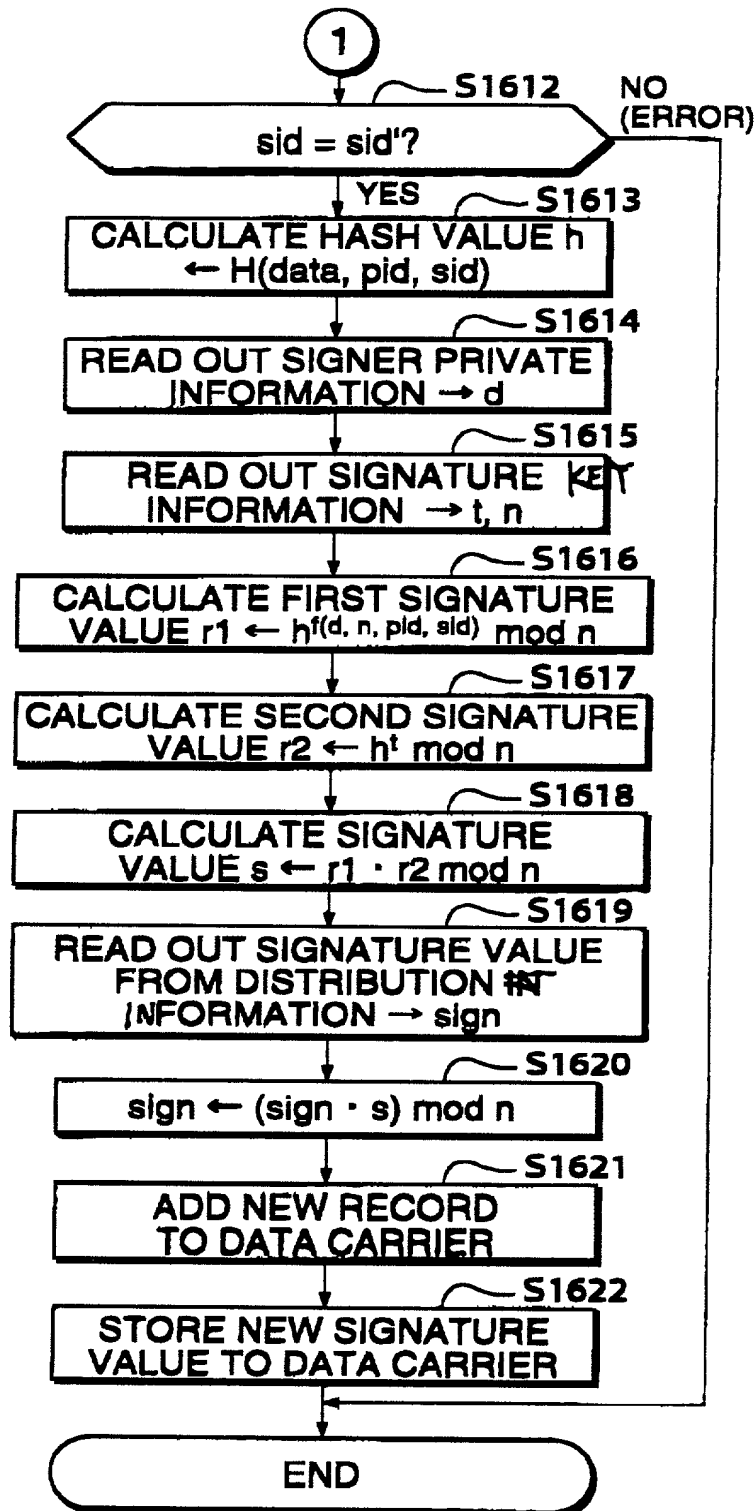 1
S1612
NO
(ERROR)
sid = sid'?
YES
S1613
CALCULATE HASH VALUE h
← H(data, pid, sid)
S1614
READ OUT SIGNER PRIVATE
INFORMATION → d
S1615
READ OUT SIGNATURE KEY
INFORMATION → t, n
S1616
CALCULATE FIRST SIGNATURE
VALUE r1 ← h^f(d, n, pid, sid) mod n
S1617
CALCULATE SECOND SIGNATURE
VALUE r2 ← h^t mod n
S1618
CALCULATE SIGNATURE
VALUE s ← r1 · r2 mod n
S1619
READ OUT SIGNATURE VALUE
FROM DISTRIBUTION IN
INFORMATION → sign
S1620
sign ← (sign · s) mod n
S1621
ADD NEW RECORD
TO DATA CARRIER
S1622
STORE NEW SIGNATURE
VALUE TO DATA CARRIER
END